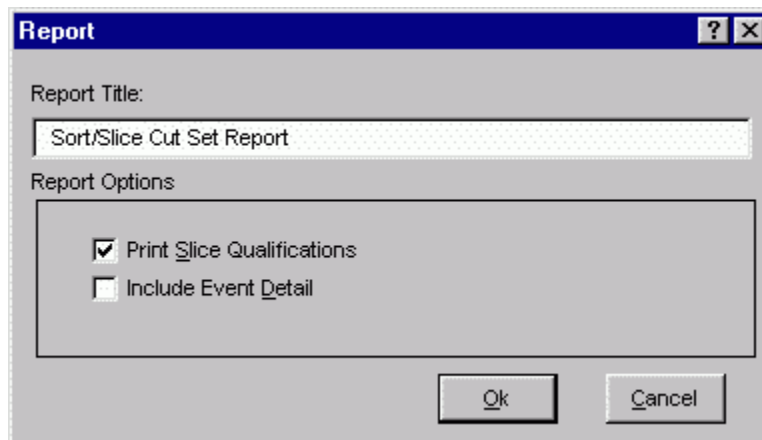 Report
Report Title:
Sort/Slice Cut Set Report
Report Options
Print Slice Qualifications
Include Event Detail
Ok Cancel